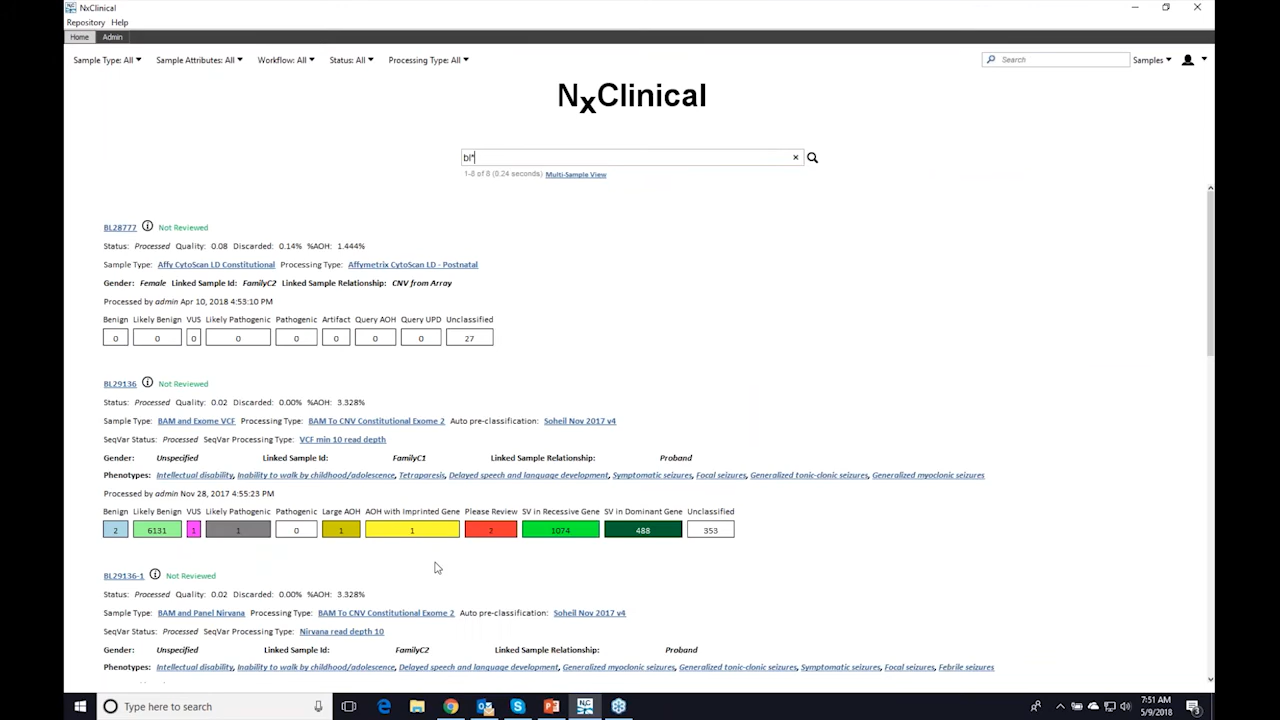 NxClinical
Repository Help
Home Admin
Sample Type: All Sample Attributes: All Workflow: All Status: All Processing Type: All Search Samples
NxClinical
bl*
1-8 of 8 (0.24 seconds) Multi-Sample View
BL28777 Not Reviewed
Status: Processed Quality: 0.08 Discarded: 0.14% %AOH: 1.444%
Sample Type: Affy CytoScan LD Constitutional Processing Type: Affymetrix CytoScan LD - Postnatal
Gender: Female Linked Sample Id: FamilyC2 Linked Sample Relationship: CNV from Array
Processed by admin Apr 10, 2018 4:53:10 PM
Benign Likely Benign VUS Likely Pathogenic Pathogenic Artifact Query AOH Query UPD Unclassified
0 0 0 0 0 0 0 0 27
BL29136 Not Reviewed
Status: Processed Quality: 0.02 Discarded: 0.00% %AOH: 3.328%
Sample Type: BAM and Exome VCF Processing Type: BAM To CNV Constitutional Exome 2 Auto pre-classification: Soheil Nov 2017 v4
SeqVar Status: Processed SeqVar Processing Type: VCF min 10 read depth
Gender: Unspecified Linked Sample Id: FamilyC1 Linked Sample Relationship: Proband
Phenotypes: Intellectual disability, Inability to walk by childhood/adolescence, Tetraparesis, Delayed speech and language development, Symptomatic seizures, Focal seizures, Generalized tonic-clonic seizures, Generalized myoclonic seizures
Processed by admin Nov 28, 2017 4:55:23 PM
Benign Likely Benign VUS Likely Pathogenic Pathogenic Large AOH AOH with Imprinted Gene Please Review SV in Recessive Gene SV in Dominant Gene Unclassified
2 6131 1 1 0 1 1 2 1074 488 353
BL29136-1 Not Reviewed
Status: Processed Quality: 0.02 Discarded: 0.00% %AOH: 3.328%
Sample Type: BAM and Panel Nirvana Processing Type: BAM To CNV Constitutional Exome 2 Auto pre-classification: Soheil Nov 2017 v4
SeqVar Status: Processed SeqVar Processing Type: Nirvana read depth 10
Gender: Unspecified Linked Sample Id: FamilyC2 Linked Sample Relationship: Proband
Phenotypes: Intellectual disability, Inability to walk by childhood/adolescence, Delayed speech and language development, Generalized myoclonic seizures, Generalized tonic-clonic seizures, Symptomatic seizures, Focal seizures, Febrile seizures
Type here to search
7:51 AM
5/9/2018